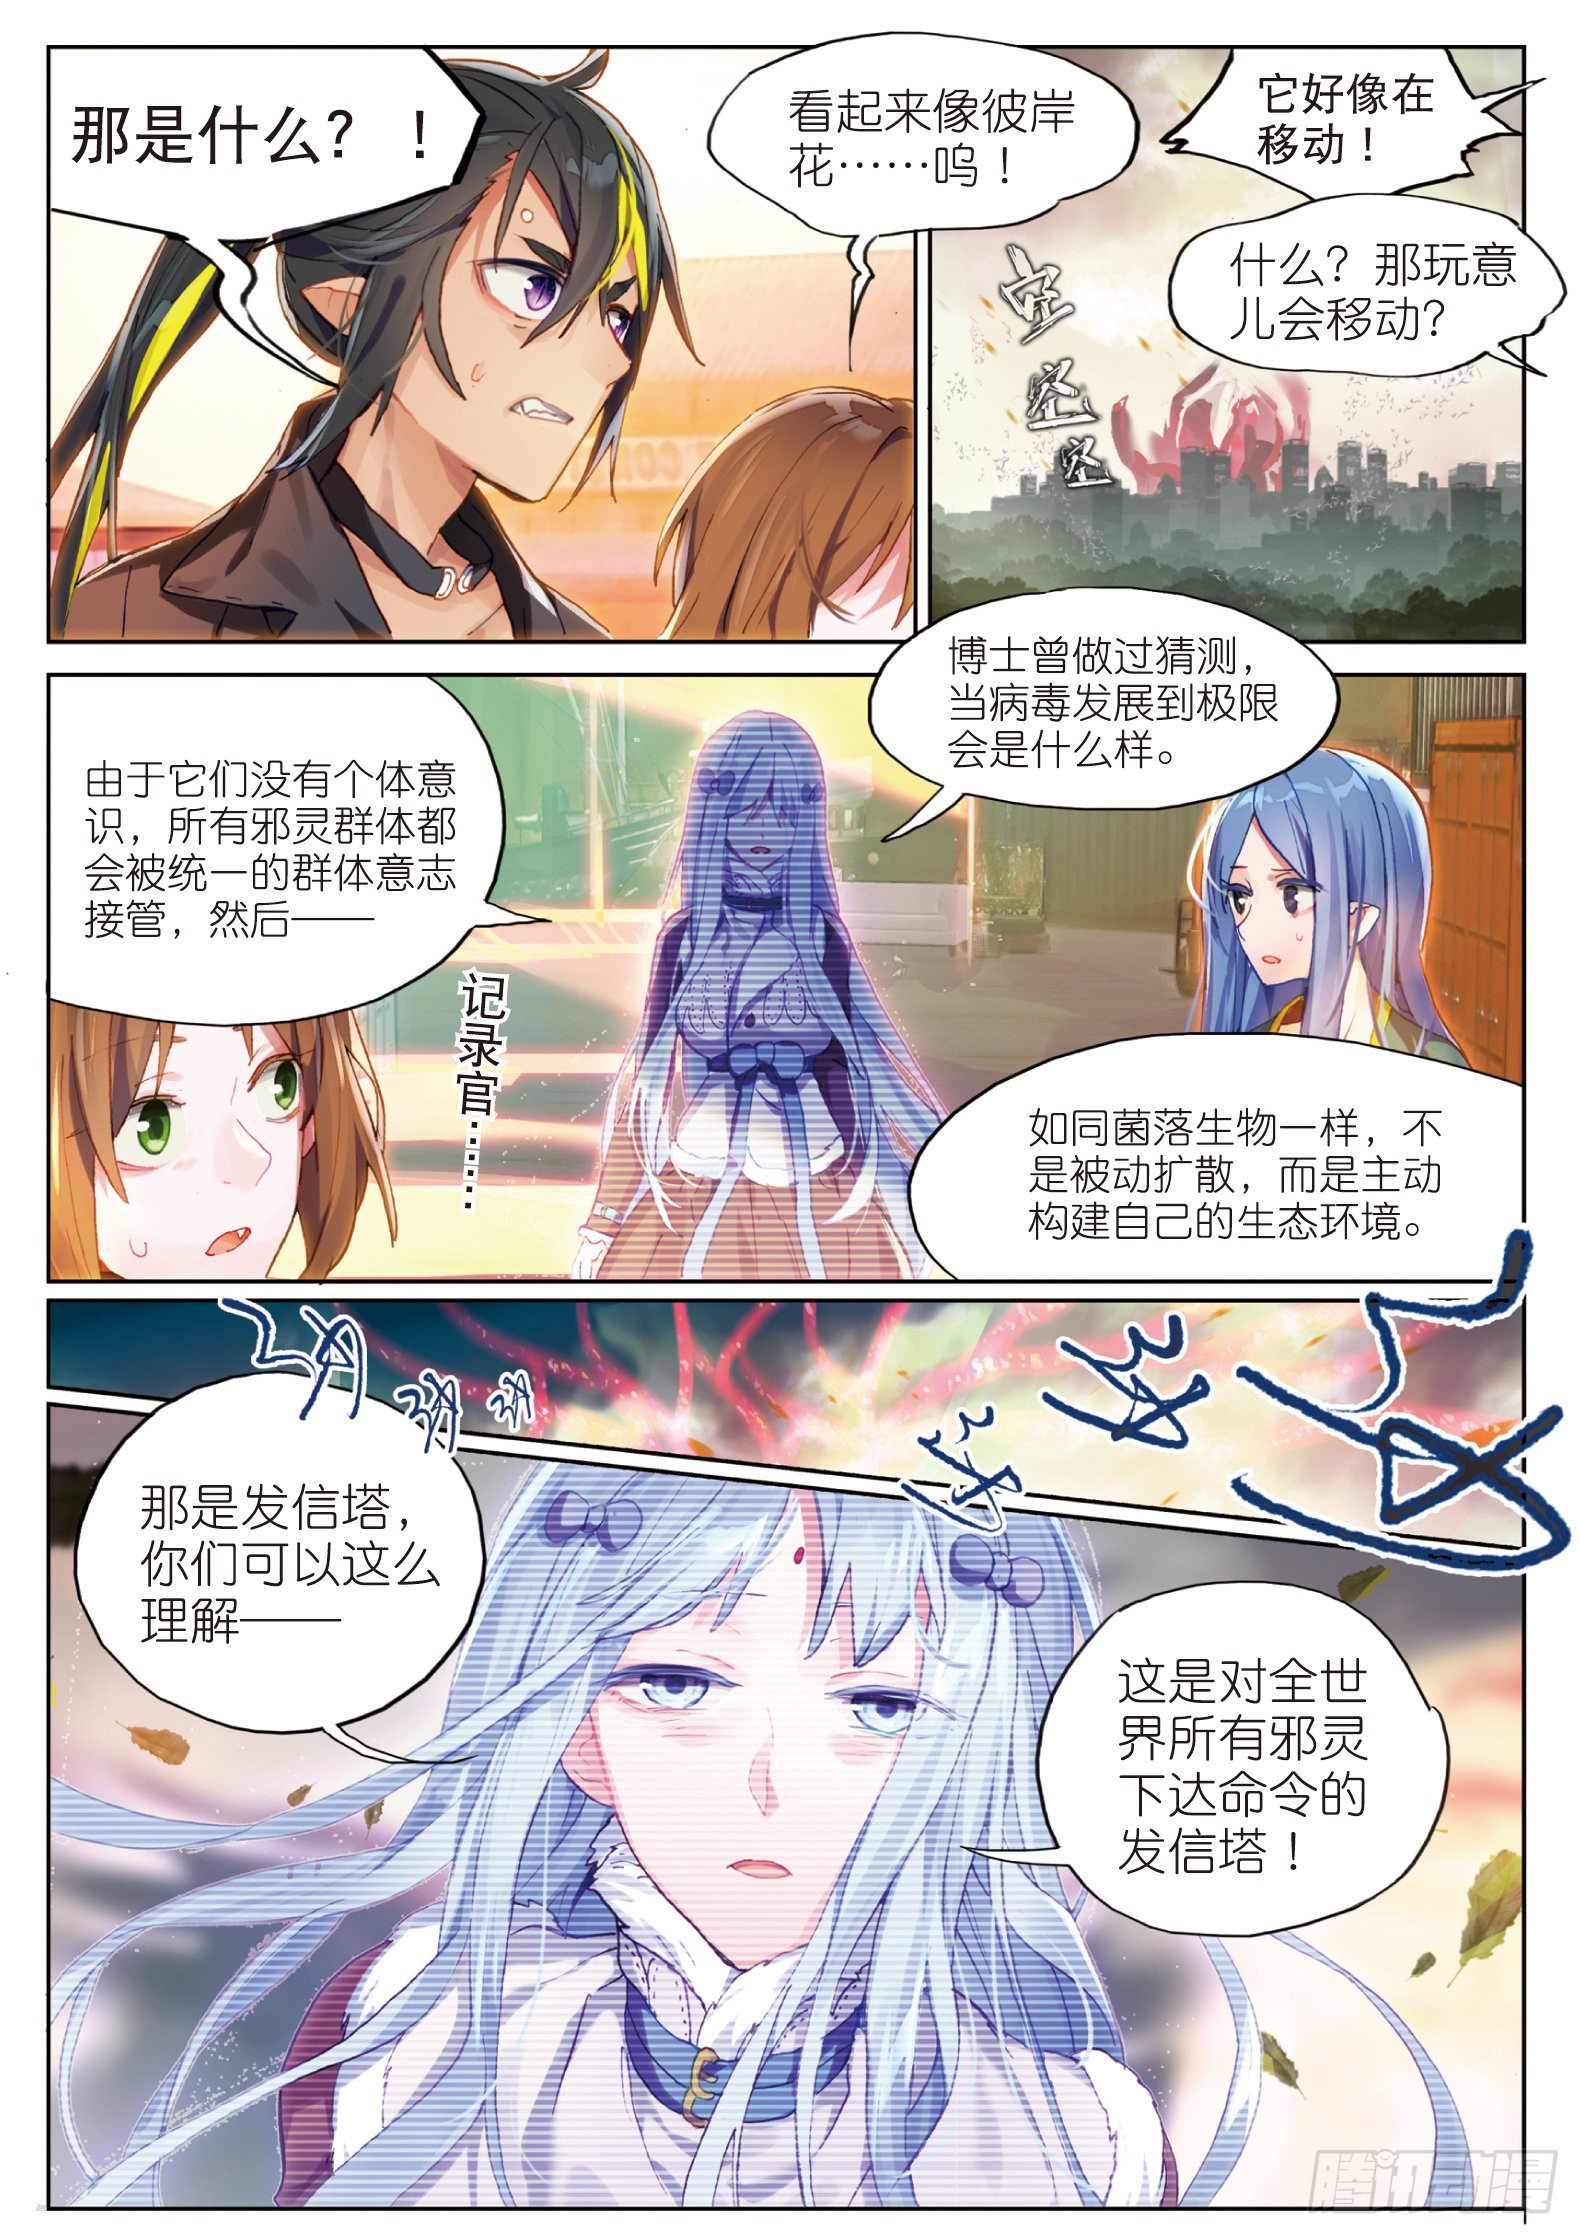 那是什么？！
看起来像彼岸
花……呜！
它好像在
移动！
什么？那玩意
儿会移动？
博士曾做过猜测，
当病毒发展到极限
会是什么样。
由于它们没有个体意
识，所有邪灵群体都
会被统一的群体意志
接管，然后——
记录官……
如同菌落生物一样，不
是被动扩散，而是主动
构建自己的生态环境。
那是发信塔，
你们可以这么
理解——
这是对全世
界所有邪灵
下达命令的
发信塔！
腾讯动漫